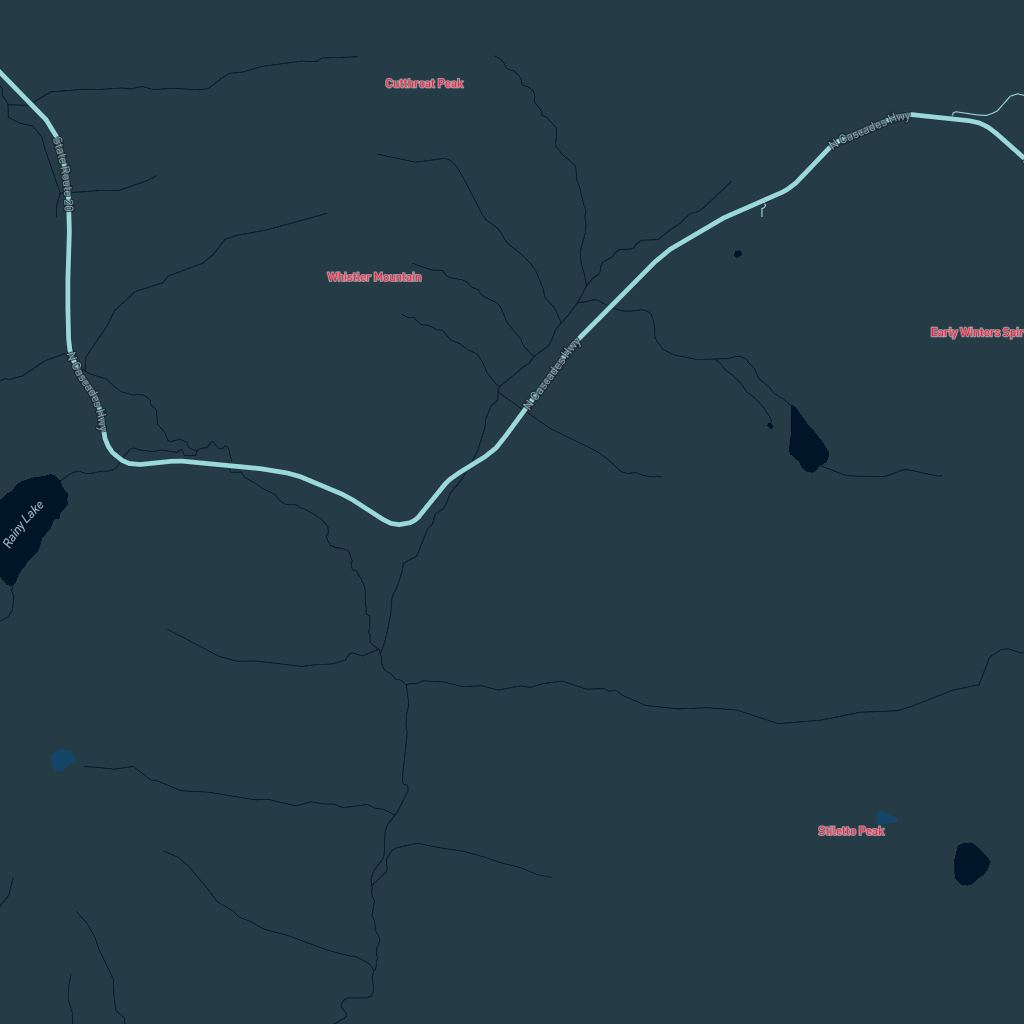 Cutthroat Peak
N Cascades Hwy
State Route 20
Whistler Mountain
Early Winters Spir
N Cascades Hwy
N Cascades Hwy
Rainy Lake
Stiletto Peak